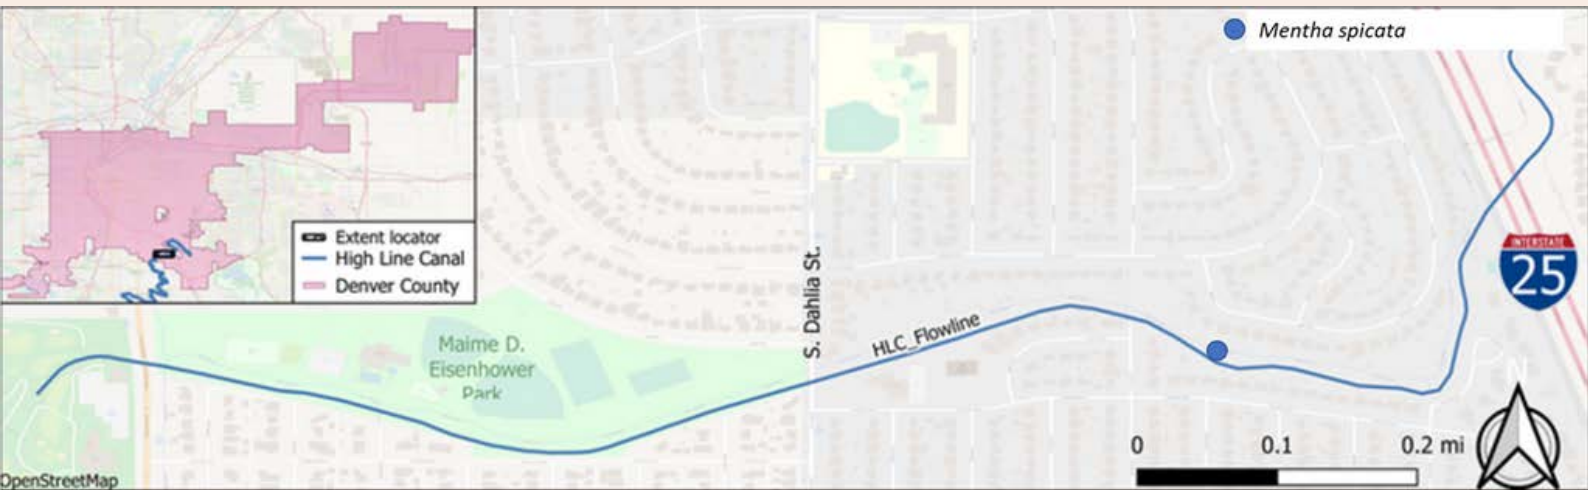 Mentha spicata
Extent locator
High Line Canal
Denver County
S. Dahlia St.
HLC_Flowline
INTERSTATE
25
Maime D.
Eisenhower
Park
N
0 0.1 0.2 mi
OpenStreetMap